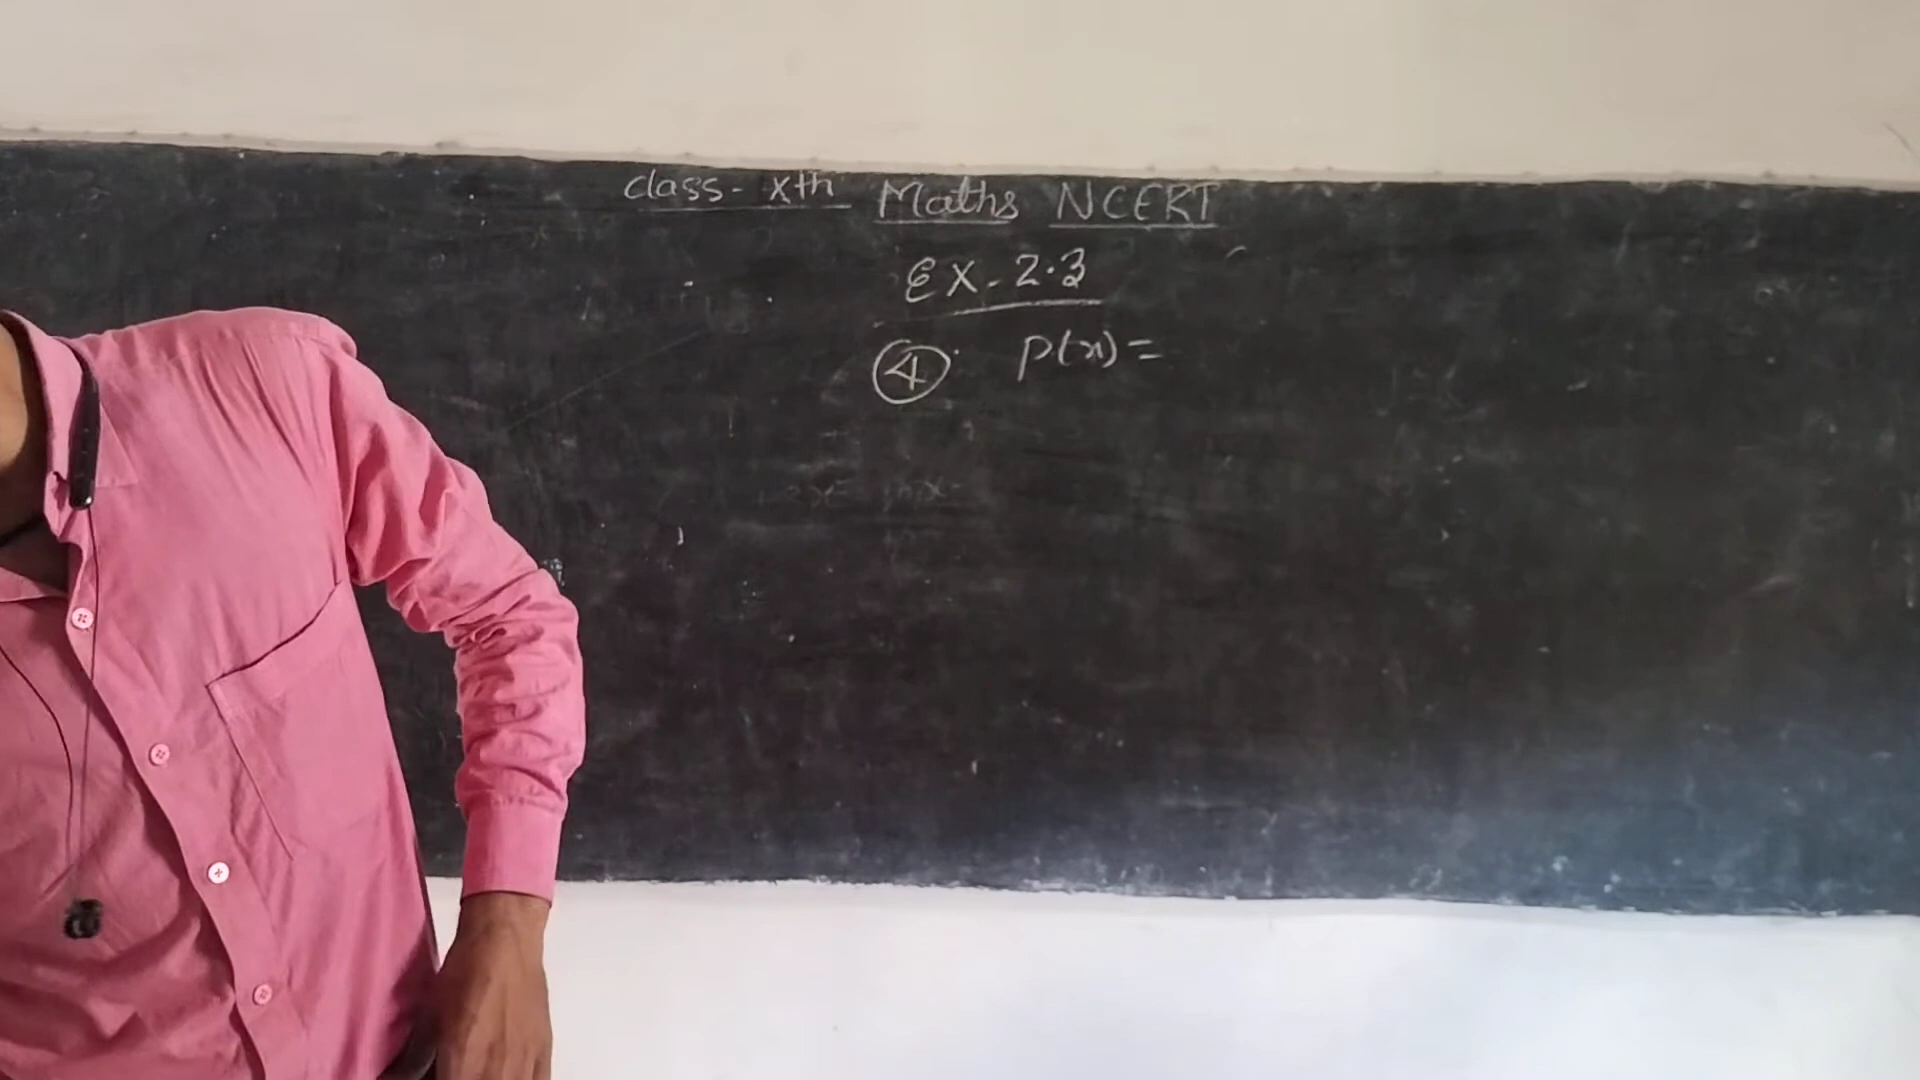 class - xth Maths NCERT
Ex - 2.3
4. P(x) =